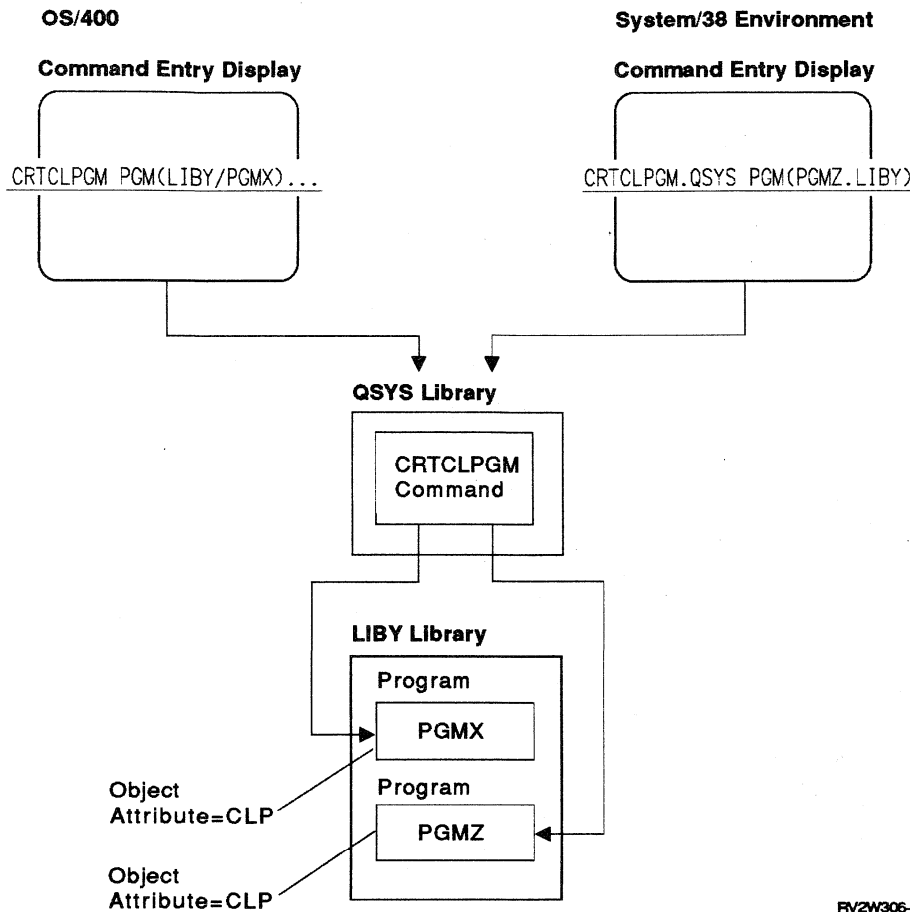 OS/400
System/38 Environment
Command Entry Display
Command Entry Display
CRTCLPGM PGM(LIBY/PGMX)...
CRTCLPGM.QSYS PGM(PGMZ.LIBY)
QSYS Library
CRTCLPGM
Command
LIBY Library
Program
PGMX
Object
Attribute=CLP
Program
PGMZ
Object
Attribute=CLP
RV2W306-